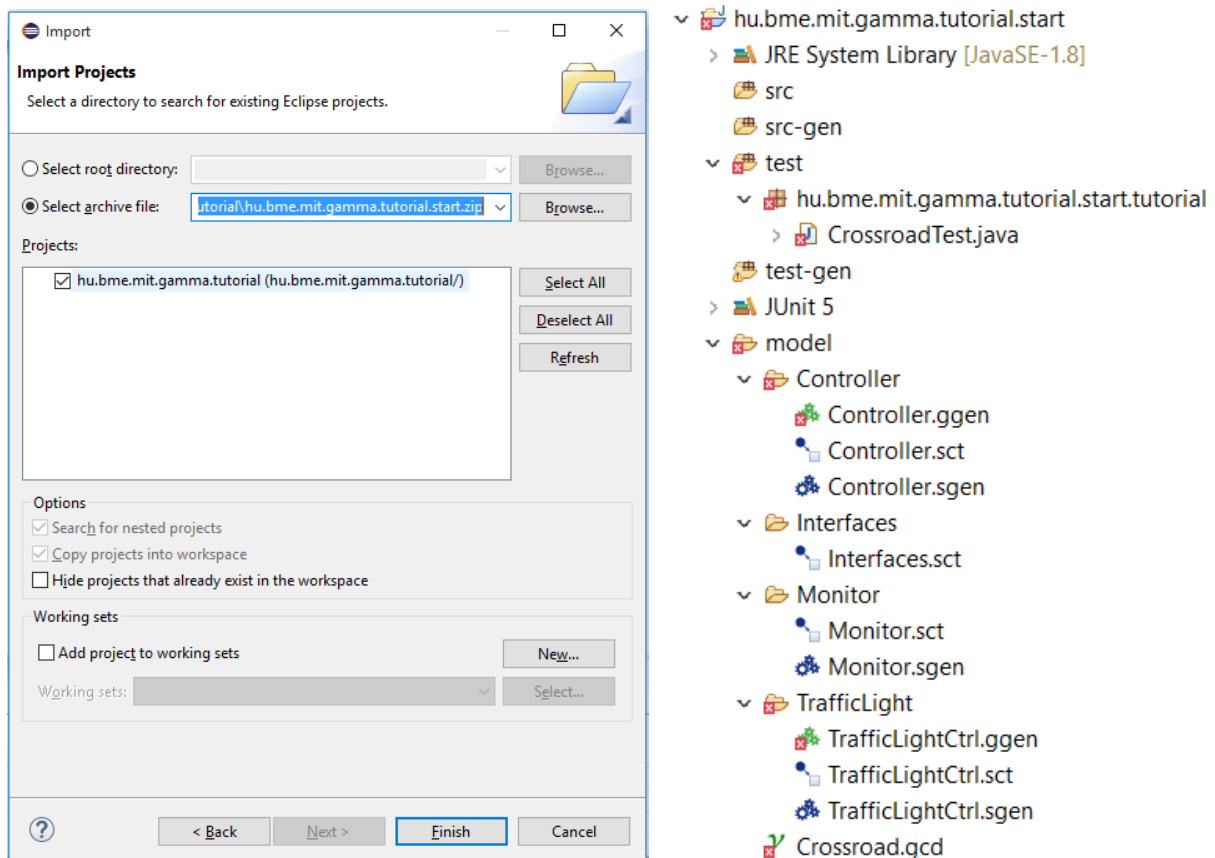 Import
Import Projects
Select a directory to search for existing Eclipse projects.
Select root directory:
Browse...
Select archive file:
utorial\hu.bme.mit.gamma.tutorial.start.zip
Browse...
Projects:
hu.bme.mit.gamma.tutorial (hu.bme.mit.gamma.tutorial/)
Select All
Deselect All
Refresh
Options
Search for nested projects
Copy projects into workspace
Hide projects that already exist in the workspace
Working sets
Add project to working sets
New...
Working sets:
Select...
< Back
Next >
Finish
Cancel
hu.bme.mit.gamma.tutorial.start
JRE System Library [JavaSE-1.8]
src
src-gen
test
hu.bme.mit.gamma.tutorial.start.tutorial
CrossroadTest.java
test-gen
JUnit 5
model
Controller
Controller.ggen
Controller.sct
Controller.sgen
Interfaces
Interfaces.sct
Monitor
Monitor.sct
Monitor.sgen
TrafficLight
TrafficLightCtrl.ggen
TrafficLightCtrl.sct
TrafficLightCtrl.sgen
Crossroad.gcd